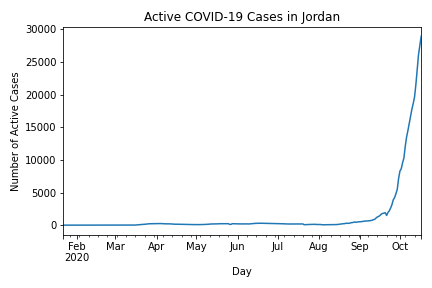 Active COVID-19 Cases in Jordan
30000
25000
20000
15000
10000
5000
0
Number of Active Cases
Feb Mar Apr May Jun Jul Aug Sep Oct
2020
Day